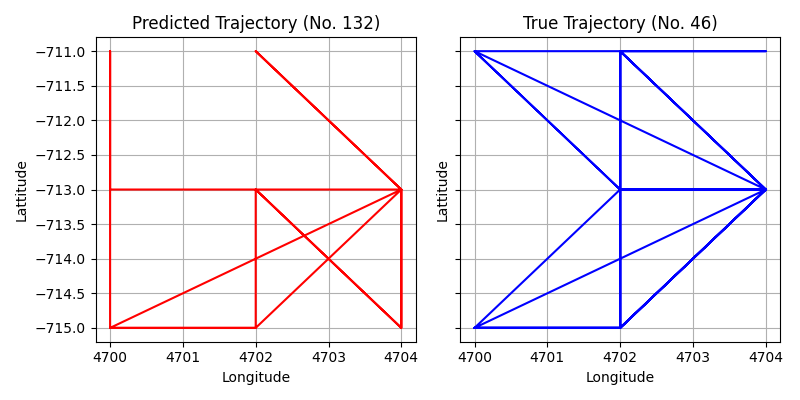 Predicted Trajectory (No. 132)
True Trajectory (No. 46)
−711.0
−711.5
−712.0
−712.5
−713.0
−713.5
−714.0
−714.5
−715.0
Lattitude
Lattitude
4700 4701 4702 4703 4704
4700 4701 4702 4703 4704
Longitude
Longitude